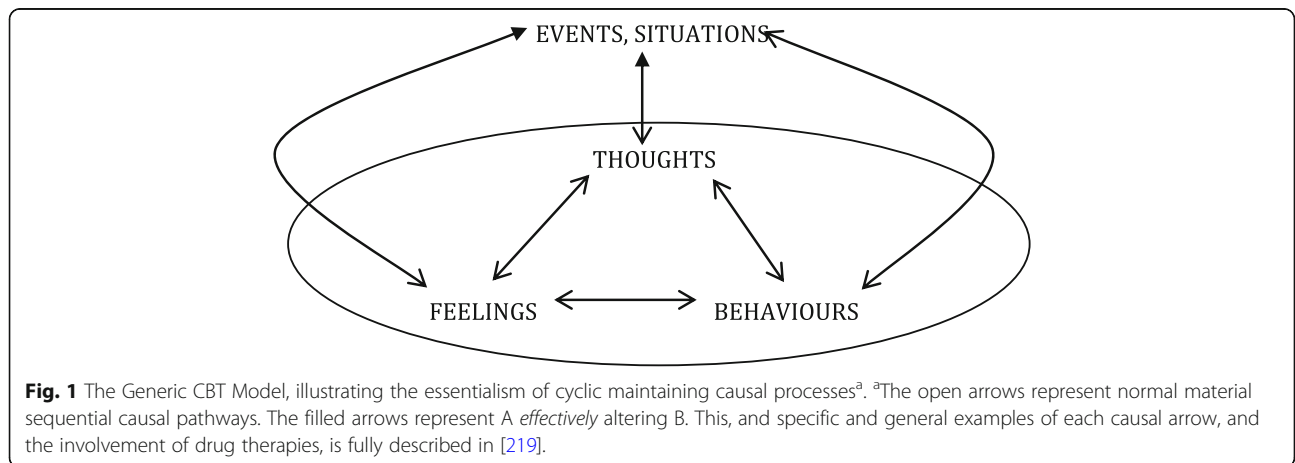 EVENTS, SITUATIONS
THOUGHTS
FEELINGS
BEHAVIOURS
Fig. 1 The Generic CBT Model, illustrating the essentialism of cyclic maintaining causal processesa. aThe open arrows represent normal material
sequential causal pathways. The filled arrows represent A effectively altering B. This, and specific and general examples of each causal arrow, and
the involvement of drug therapies, is fully described in [219].